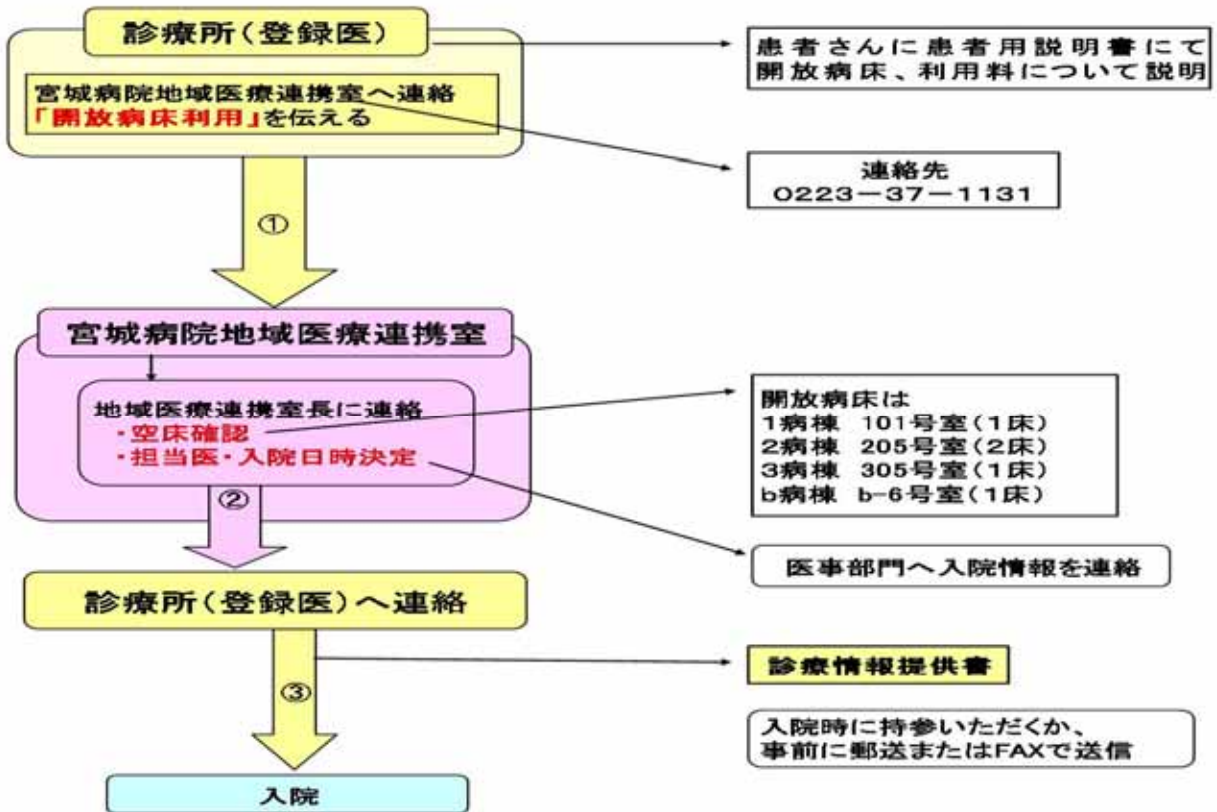 診療所(登録医)
宮城病院地域医療連携室へ連絡
「開放病床利用」を伝える
患者さんに患者用説明書にて
開放病床、利用料について説明
連絡先
0223-37-1131
①
宮城病院地域医療連携室
地域医療連携室長に連絡
・空床確認
・担当医・入院日時決定
開放病床は
1病棟 101号室(1床)
2病棟 205号室(2床)
3病棟 305号室(1床)
b病棟 b-6号室(1床)
②
医事部門へ入院情報を連絡
診療所(登録医)へ連絡
③
診療情報提供書
入院時に持参いただくか、
事前に郵送またはFAXで送信
入院